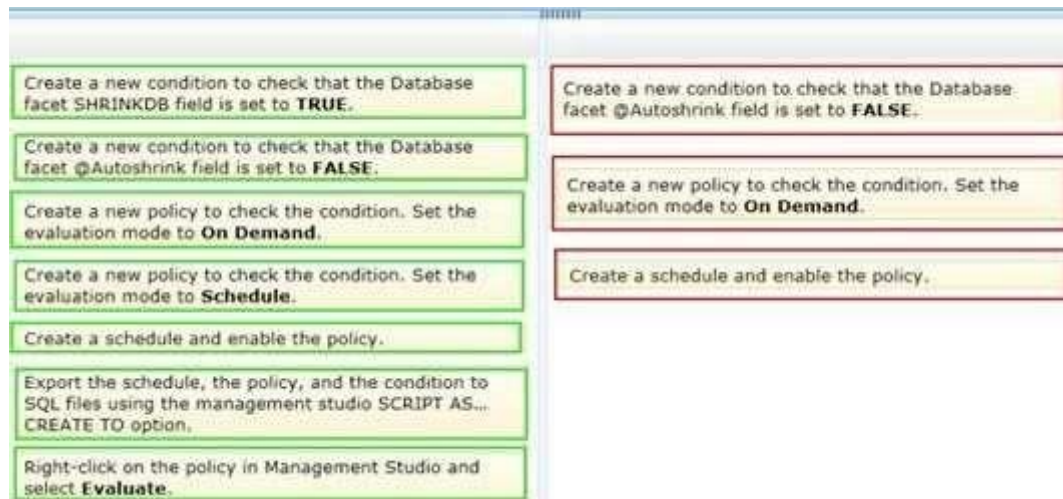 Create a new condition to check that the Database
facet SHRINKDB field is set to TRUE.
Create a new condition to check that the Database
facet @Autoshrink field is set to FALSE.
Create a new policy to check the condition. Set the
evaluation mode to On Demand.
Create a new policy to check the condition. Set the
evaluation mode to Schedule.
Create a schedule and enable the policy.
Export the schedule, the policy, and the condition to
SQL files using the management studio SCRIPT AS...
CREATE TO option.
Right-click on the policy in Management Studio and
select Evaluate.
Create a new condition to check that the Database
facet @Autoshrink field is set to FALSE.
Create a new policy to check the condition. Set the
evaluation mode to On Demand.
Create a schedule and enable the policy.